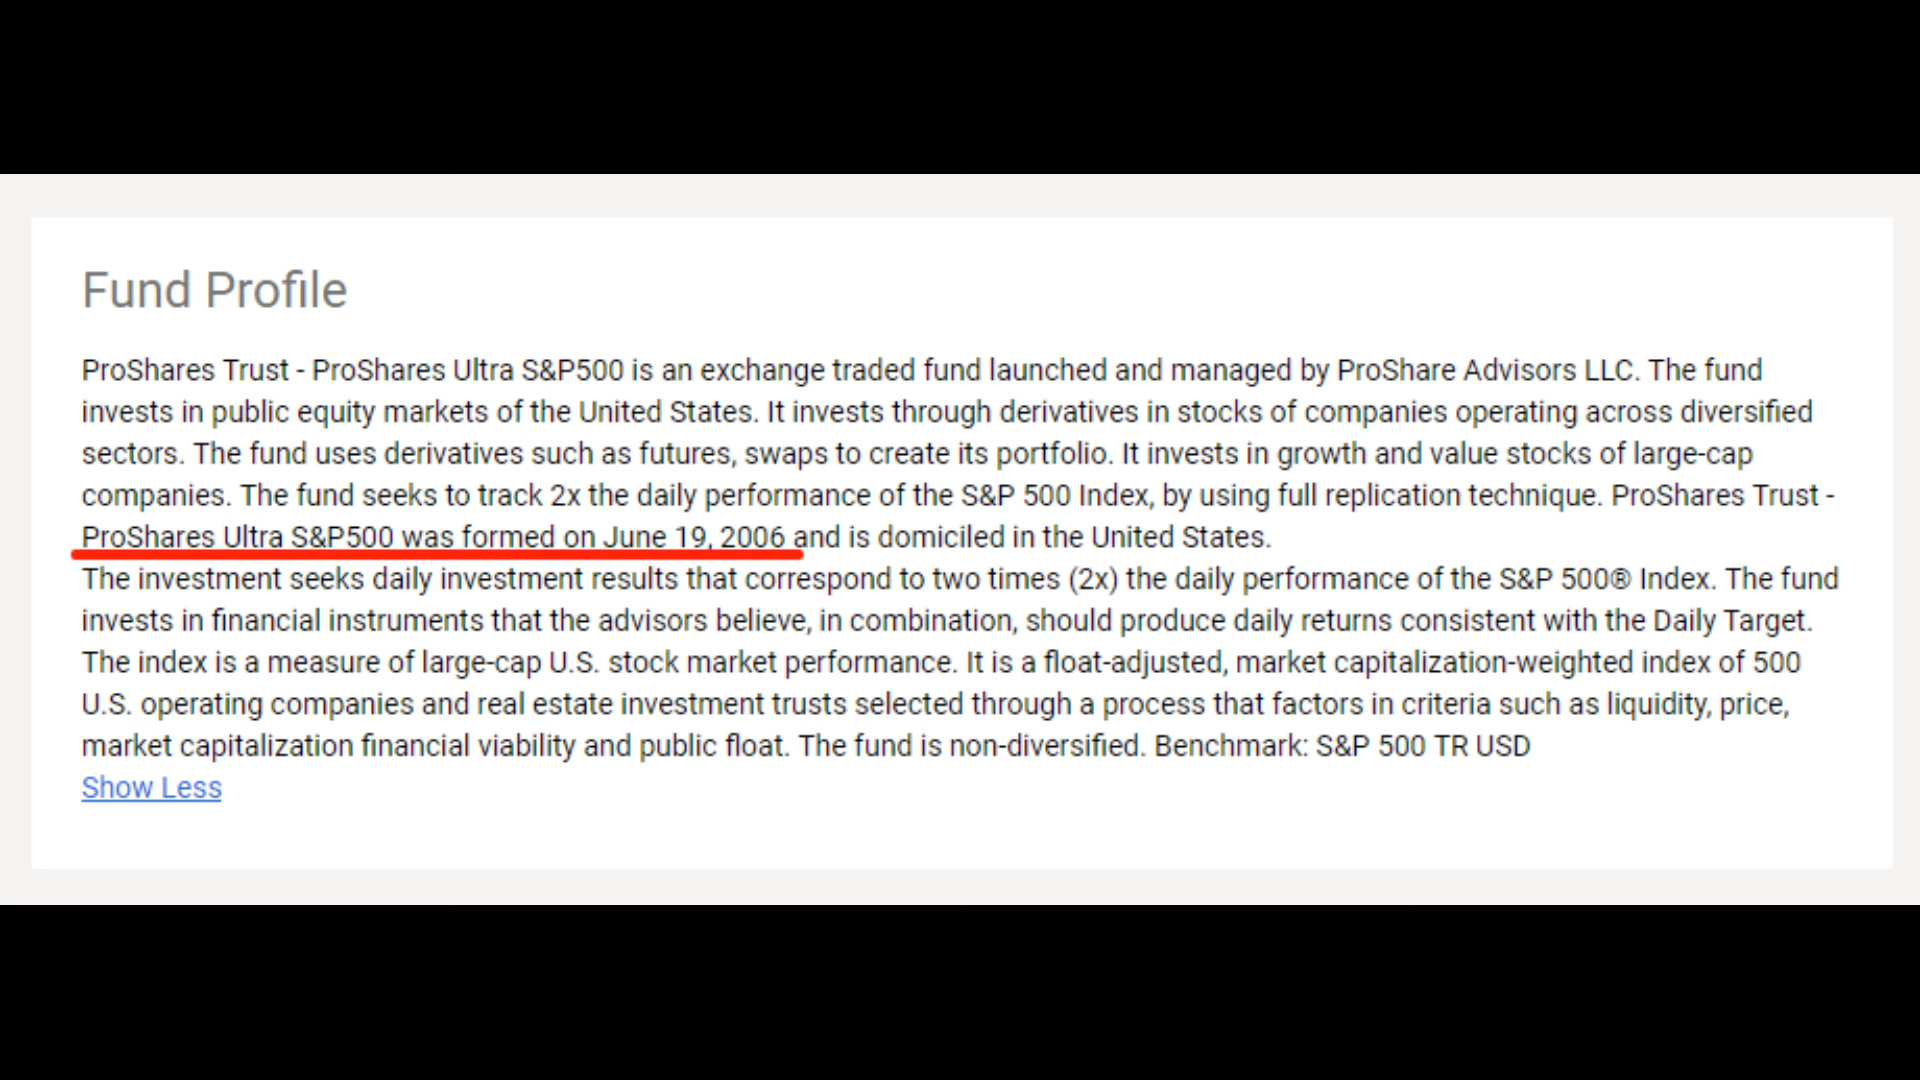 Fund Profile
ProShares Trust - ProShares Ultra S&P500 is an exchange traded fund launched and managed by ProShare Advisors LLC. The fund
invests in public equity markets of the United States. It invests through derivatives in stocks of companies operating across diversified
sectors. The fund uses derivatives such as futures, swaps to create its portfolio. It invests in growth and value stocks of large-cap
companies. The fund seeks to track 2x the daily performance of the S&P 500 Index, by using full replication technique. ProShares Trust -
ProShares Ultra S&P500 was formed on June 19, 2006 and is domiciled in the United States.
The investment seeks daily investment results that correspond to two times (2x) the daily performance of the S&P 500® Index. The fund
invests in financial instruments that the advisors believe, in combination, should produce daily returns consistent with the Daily Target.
The index is a measure of large-cap U.S. stock market performance. It is a float-adjusted, market capitalization-weighted index of 500
U.S. operating companies and real estate investment trusts selected through a process that factors in criteria such as liquidity, price,
market capitalization financial viability and public float. The fund is non-diversified. Benchmark: S&P 500 TR USD
Show Less